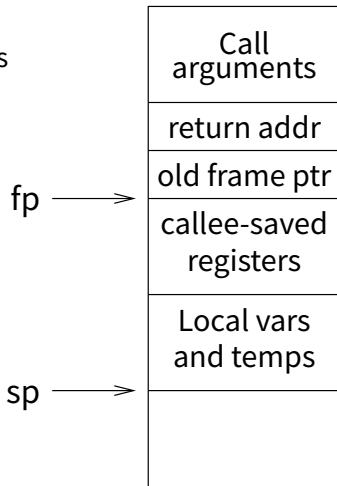 Call
arguments
s
return addr
old frame ptr
fp
callee-saved
registers
Local vars
and temps
sp